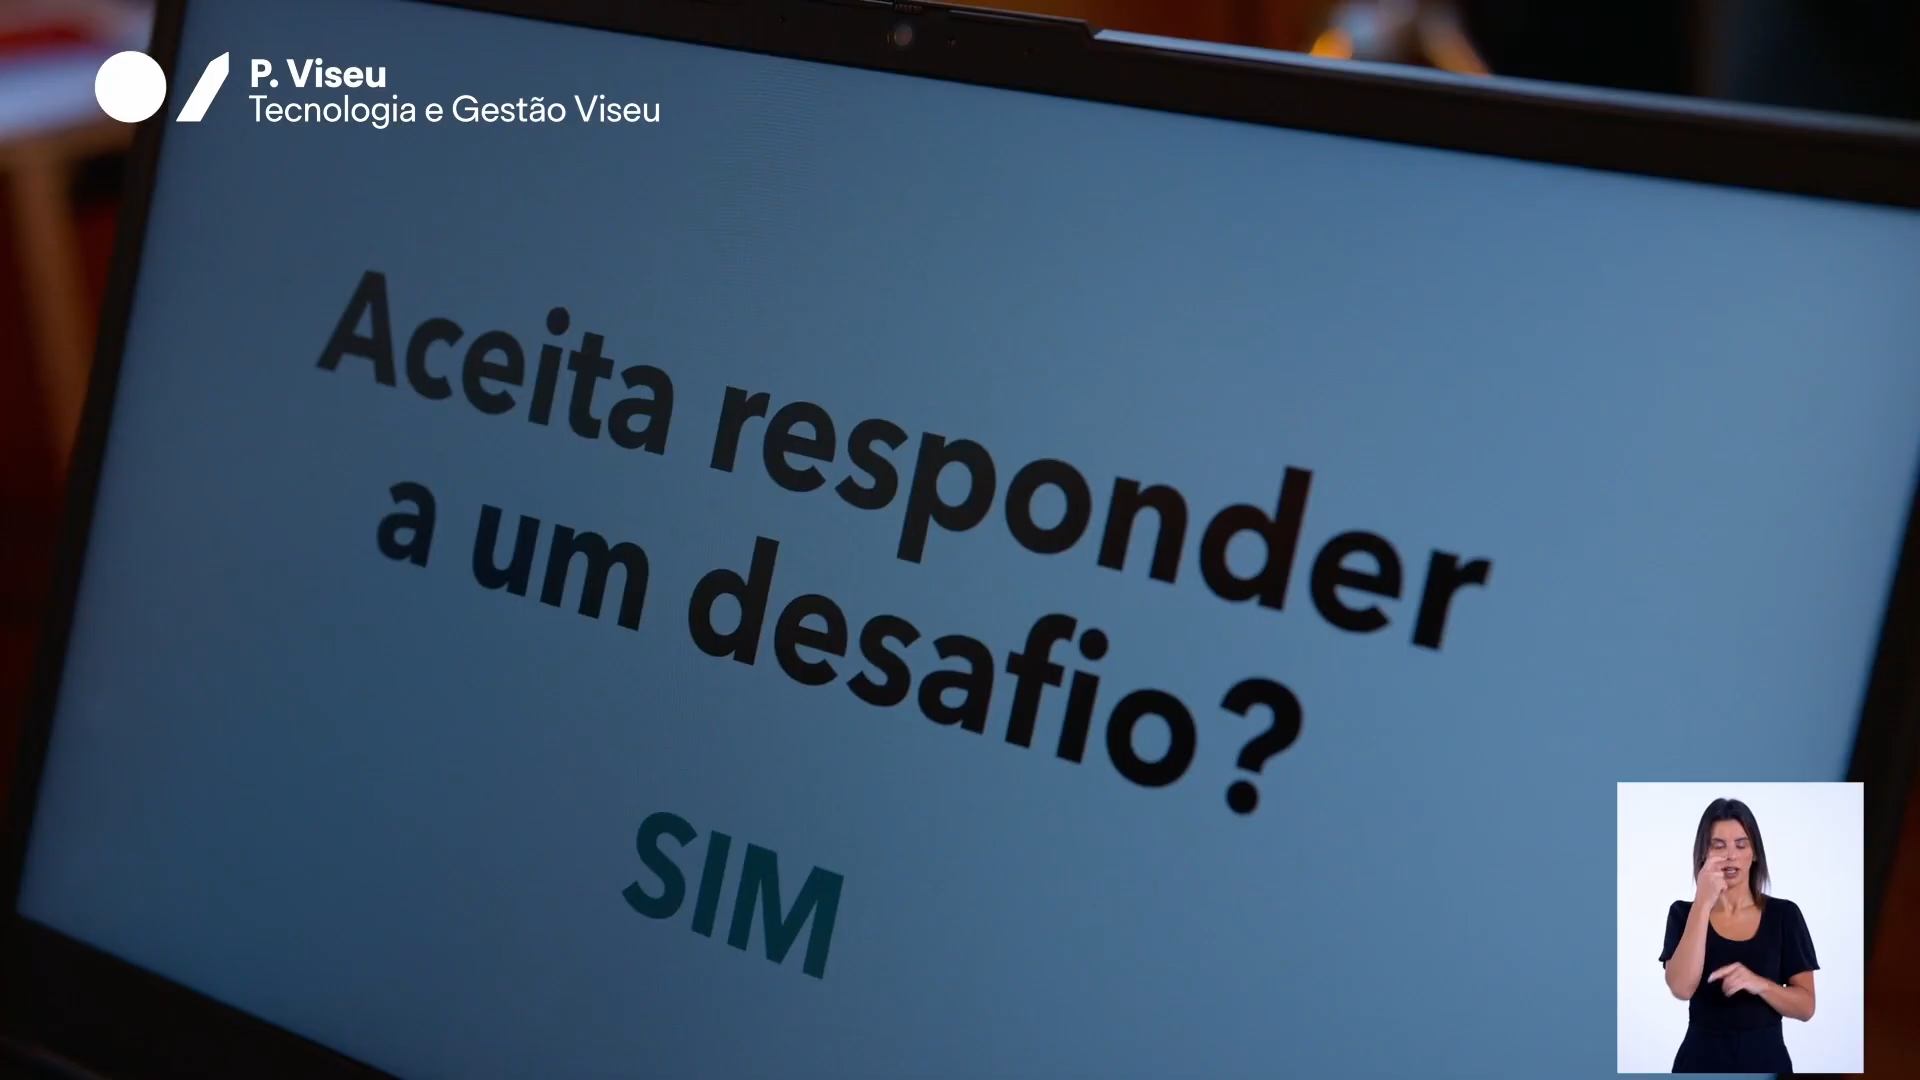 P. Viseu
Tecnologia e Gestão Viseu
Aceita responder
a um desafio?
SIM